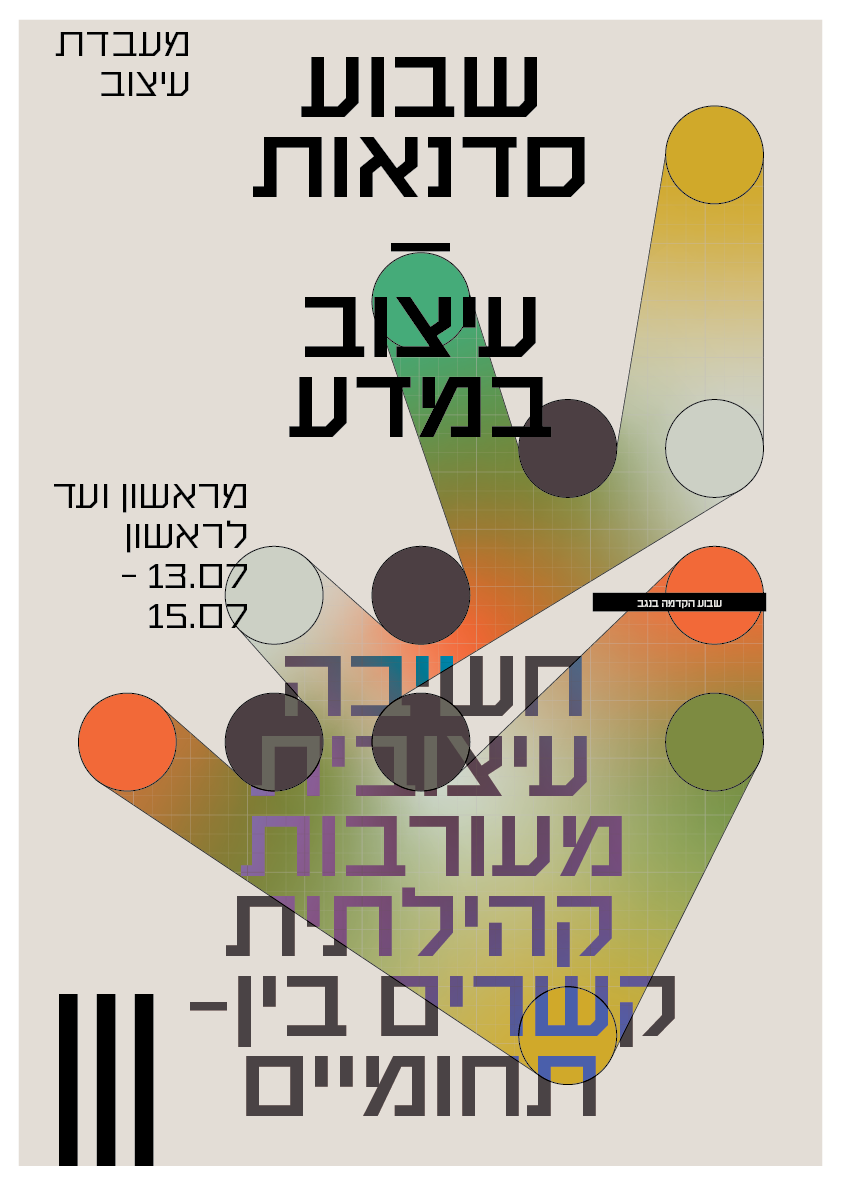 מעבדת
עיצוב
שבוע
סדנאות
—
עיצוב
במדע
מראשון ועד
לראשון
13.07 –
15.07
שבוע הקדמה בנגב
חשיבה
עיצובית
מעורבות
קהילתית
קשרים בין-
תחומיים